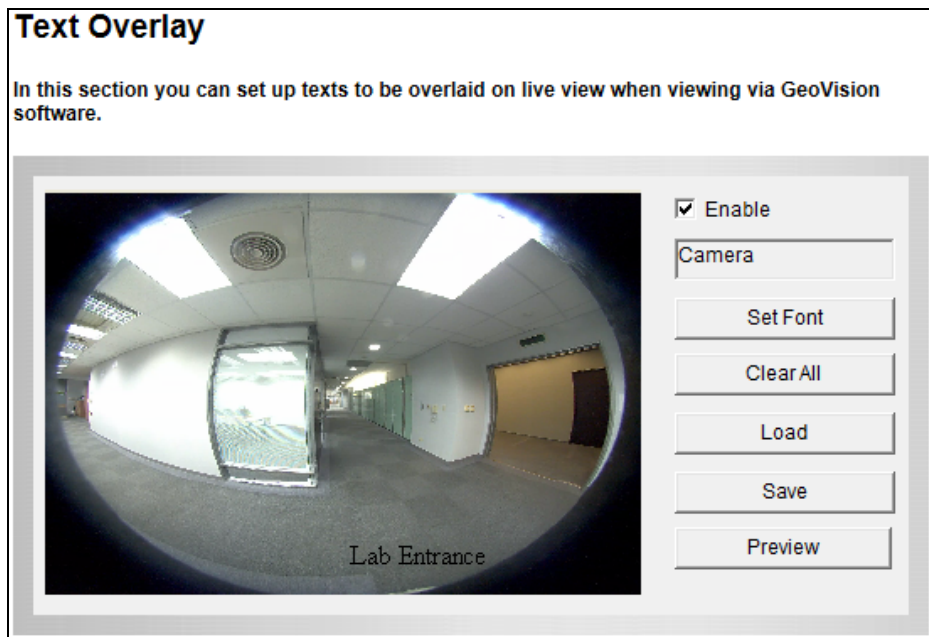 Text Overlay
In this section you can set up texts to be overlaid on live view when viewing via GeoVision
software.
Enable
Camera
Set Font
Clear All
Load
Save
Preview
Lab Entrance